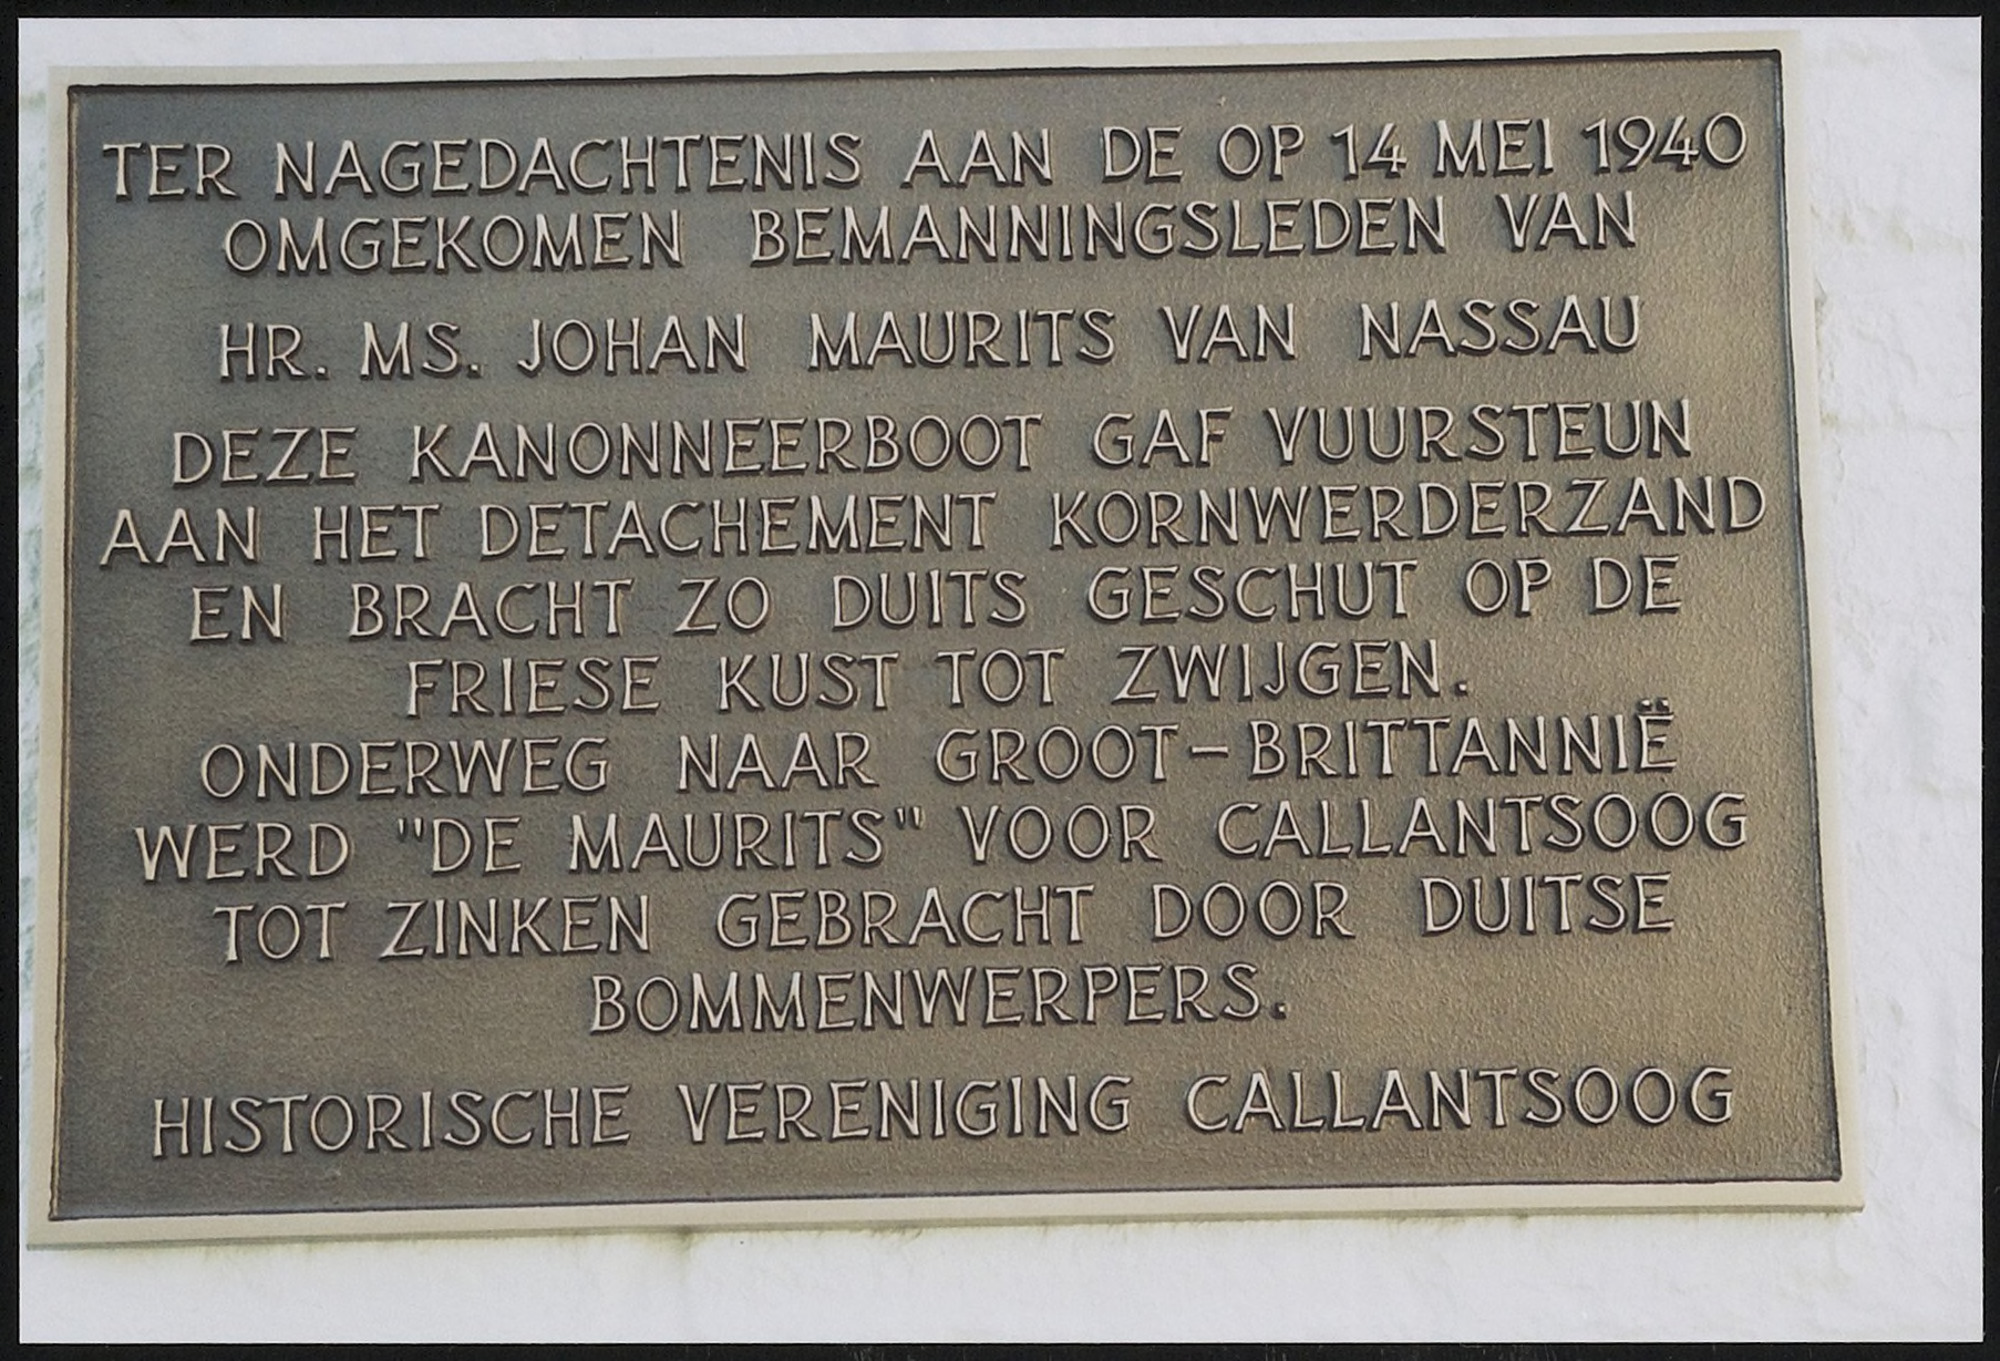 TER NAGEDACHTENIS AAN DE OP 14 MEI 1940
OMGEKOMEN BEMANNINGSLEDEN VAN
HR. MS. JOHAN MAURITS VAN NASSAU
DEZE KANONNEERBOOT GAF VUURSTEUN
AAN HET DETACHEMENT KORNWERDERZAND
EN BRACHT ZO DUITS GESCHUT OP DE
FRIESE KUST TOT ZWIJGEN.
ONDERWEG NAAR GROOT-BRITTANNIË
WERD "DE MAURITS" VOOR CALLANTSOOG
TOT ZINKEN GEBRACHT DOOR DUITSE
BOMMENWERPERS.
HISTORISCHE VERENIGING CALLANTSOOG